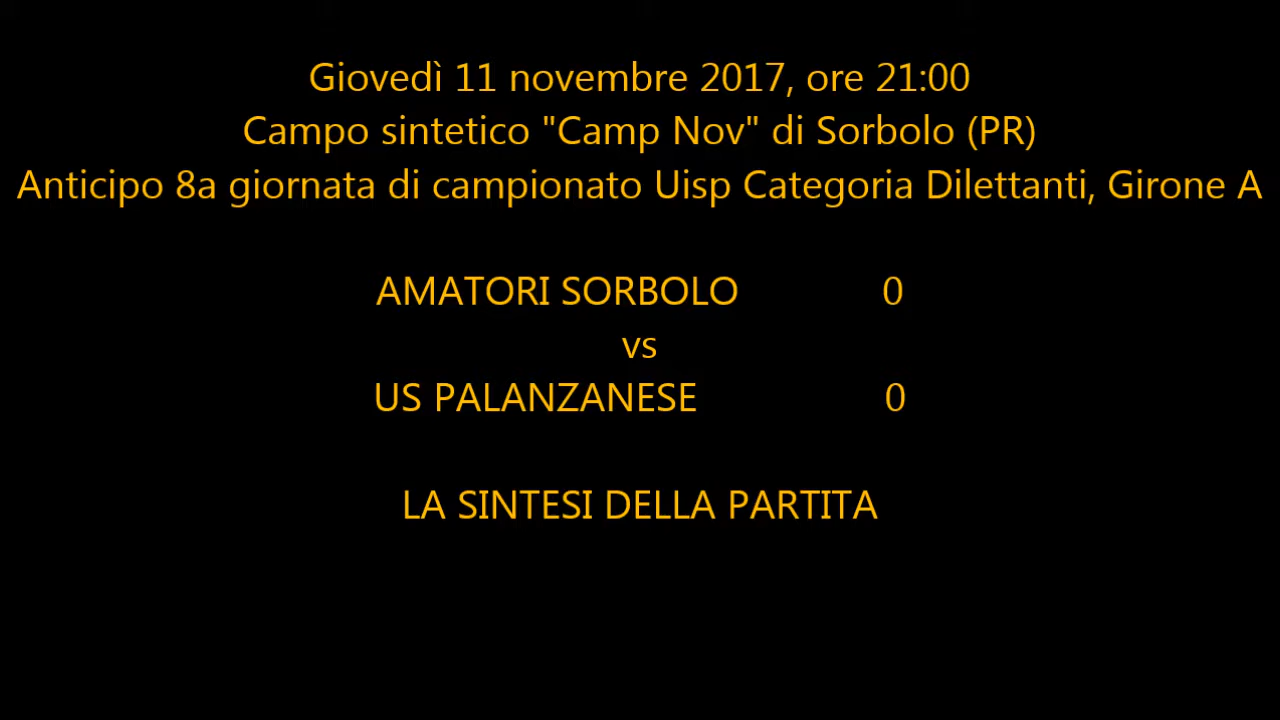 Giovedì 11 novembre 2017, ore 21:00
Campo sintetico "Camp Nov" di Sorbolo (PR)
Anticipo 8a giornata di campionato Uisp Categoria Dilettanti, Girone A
AMATORI SORBOLO 0
vs
US PALANZANESE 0
LA SINTESI DELLA PARTITA